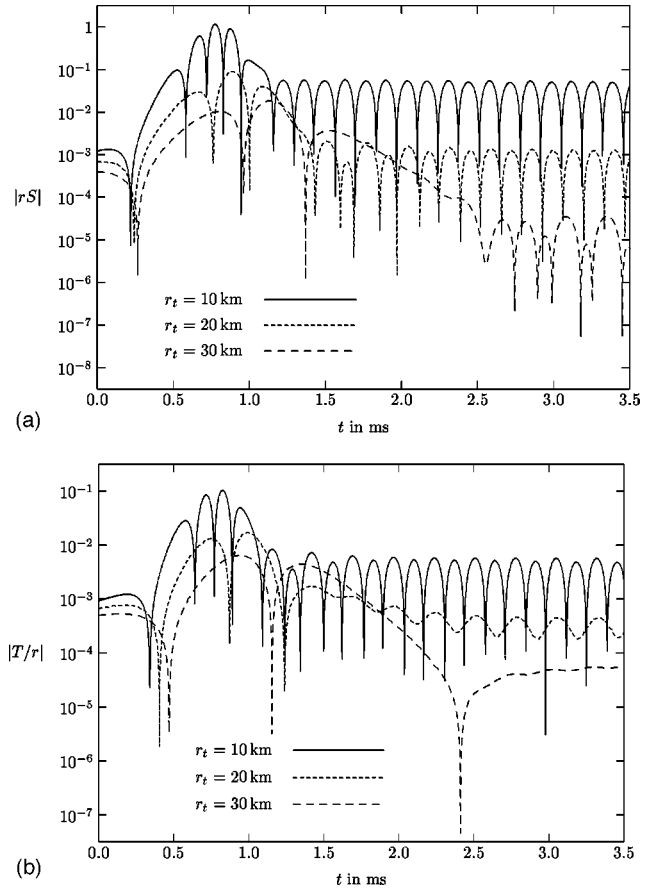 1
10⁻¹
10⁻²
10⁻³
10⁻⁴
10⁻⁵
10⁻⁶
10⁻⁷
10⁻⁸
|rS|
r_t = 10 km
r_t = 20 km
r_t = 30 km
0.0 0.5 1.0 1.5 2.0 2.5 3.0 3.5
t in ms
(a)
10⁻¹
10⁻²
10⁻³
10⁻⁴
10⁻⁵
10⁻⁶
10⁻⁷
|T/r|
r_t = 10 km
r_t = 20 km
r_t = 30 km
0.0 0.5 1.0 1.5 2.0 2.5 3.0 3.5
t in ms
(b)